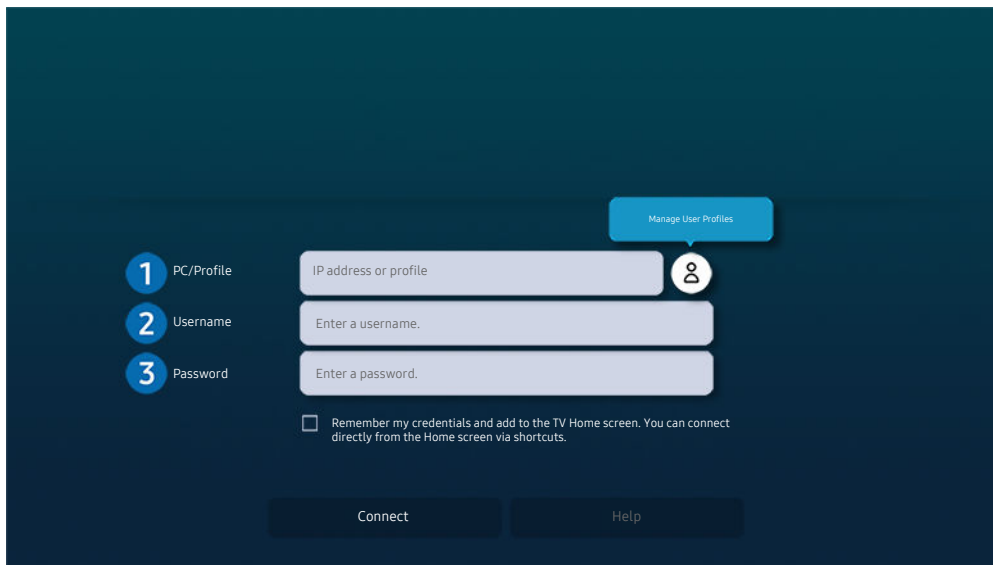 Manage User Profiles
1 PC/Profile IP address or profile
2 Username Enter a username.
3 Password Enter a password.
Remember my credentials and add to the TV Home screen. You can connect
directly from the Home screen via shortcuts.
Connect Help